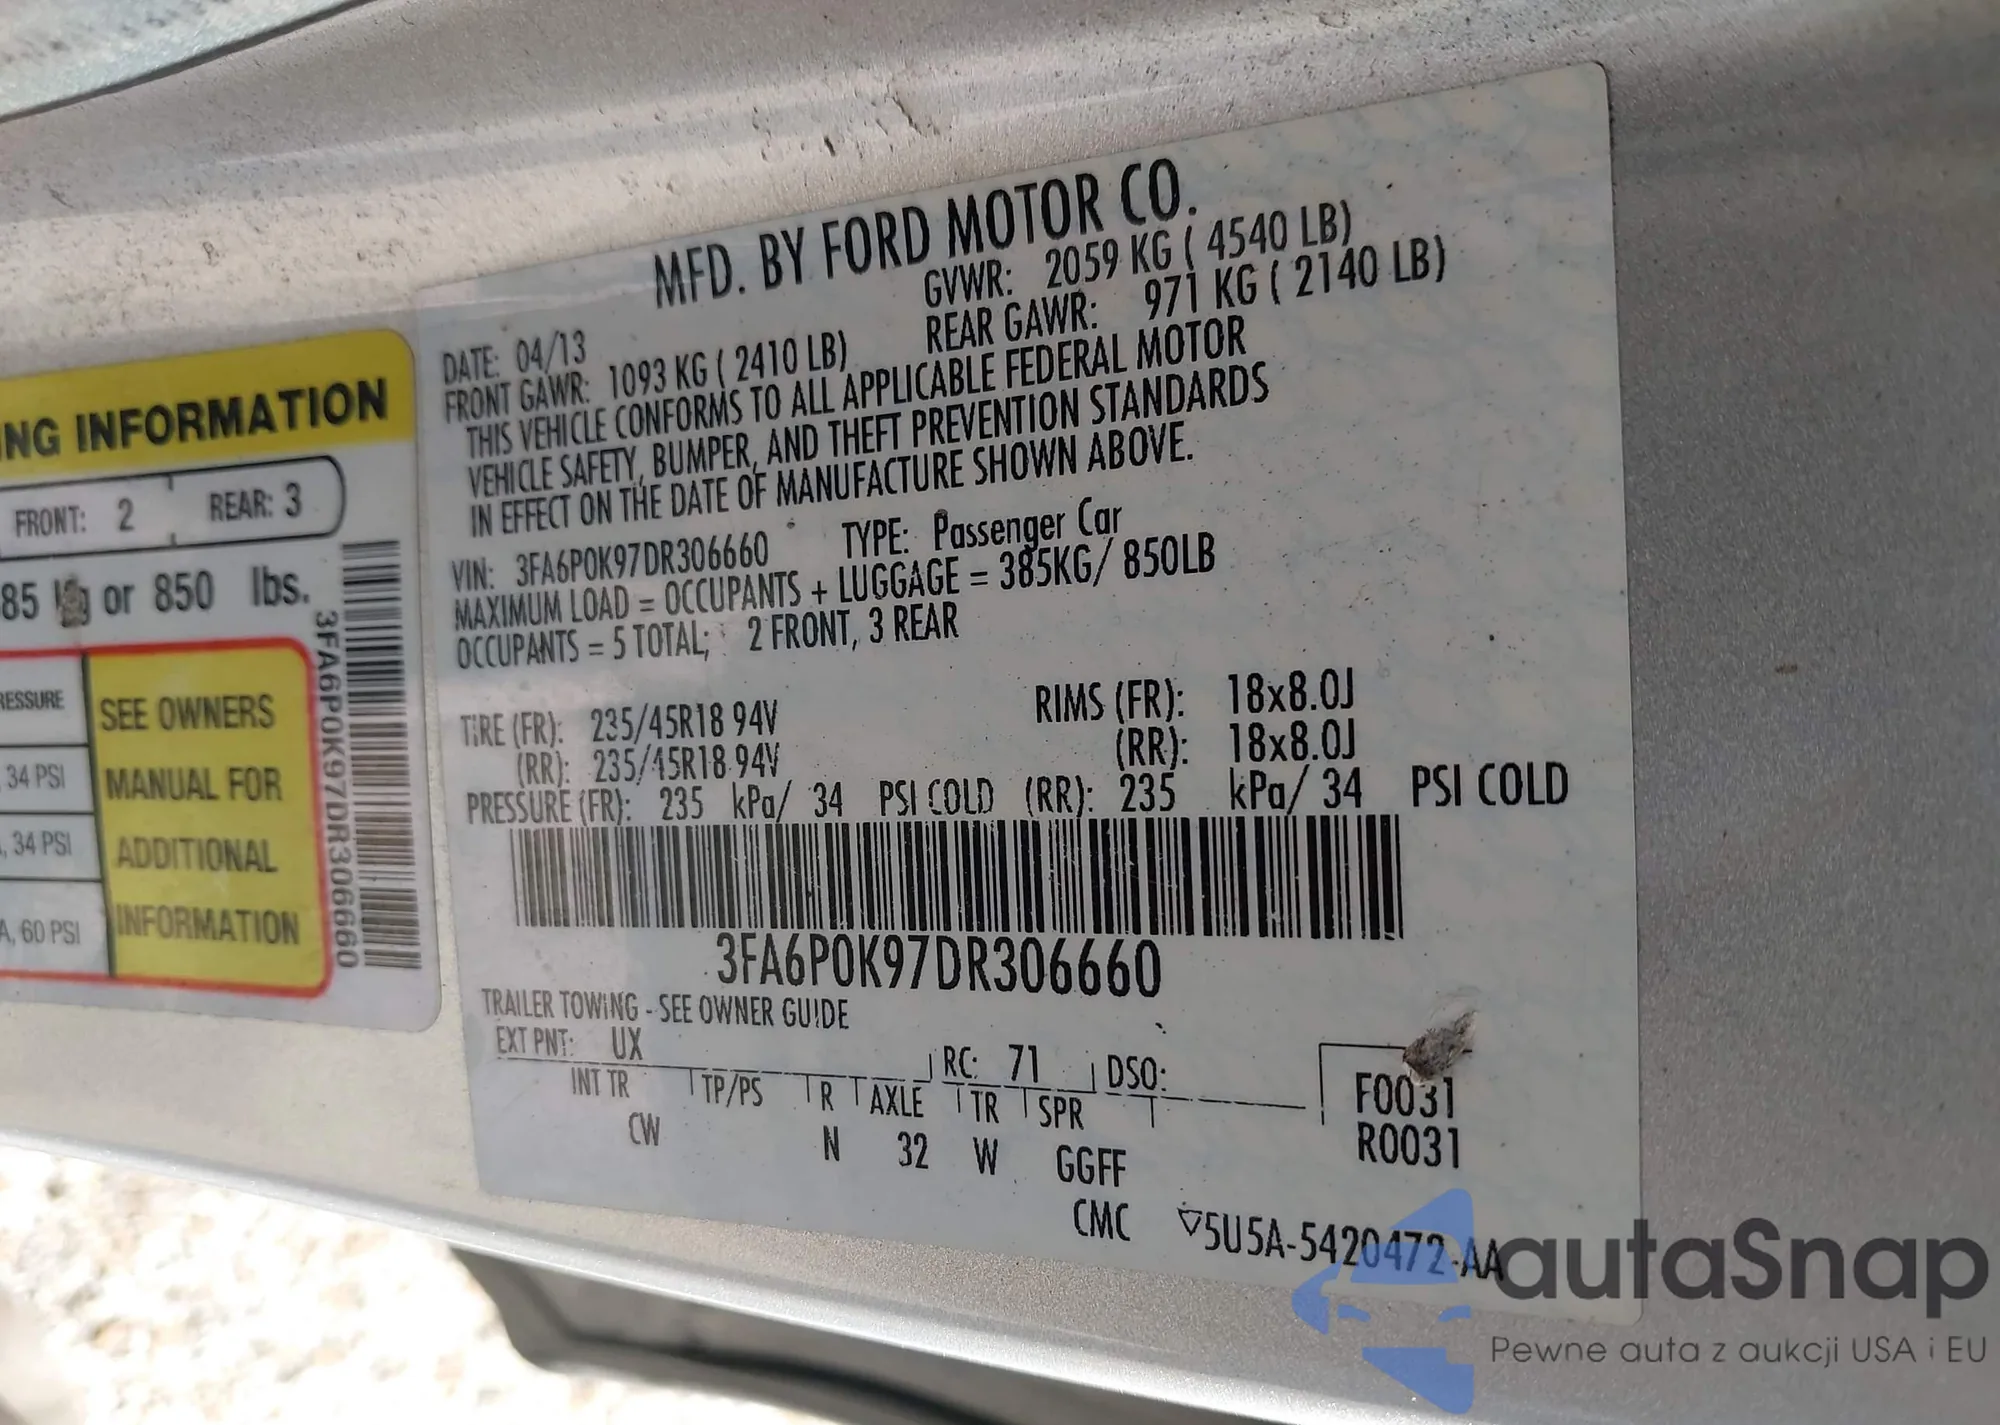 NG INFORMATION
FRONT: 2 REAR: 3
85 Kg or 850 lbs.
RESSURE
34 PSI
, 34 PSI
A, 60 PSI
SEE OWNERS
MANUAL FOR
ADDITIONAL
INFORMATION
3FA6P0K97DR306660
MFD. BY FORD MOTOR CO.
DATE: 04/13 GVWR: 2059 KG ( 4540 LB)
FRONT GAWR: 1093 KG ( 2410 LB) REAR GAWR: 971 KG ( 2140 LB)
THIS VEHICLE CONFORMS TO ALL APPLICABLE FEDERAL MOTOR
VEHICLE SAFETY, BUMPER, AND THEFT PREVENTION STANDARDS
IN EFFECT ON THE DATE OF MANUFACTURE SHOWN ABOVE.
VIN: 3FA6P0K97DR306660 TYPE: Passenger Car
MAXIMUM LOAD = OCCUPANTS + LUGGAGE = 385KG/ 850LB
OCCUPANTS = 5 TOTAL; 2 FRONT, 3 REAR
TIRE (FR): 235/45R18 94V RIMS (FR): 18x8.0J
(RR): 235/45R18 94V (RR): 18x8.0J
PRESSURE (FR): 235 kPa/ 34 PSI COLD (RR): 235 kPa/ 34 PSI COLD
3FA6P0K97DR306660
TRAILER TOWING - SEE OWNER GUIDE
EXT PNT: UX RC: 71 DSO:
INT TR TP/PS R AXLE TR SPR
CW N 32 W GGFF
F0031
R0031
CMC 5U5A-5420472-AA
autaSnap
Pewne auta z aukcji USA i EU